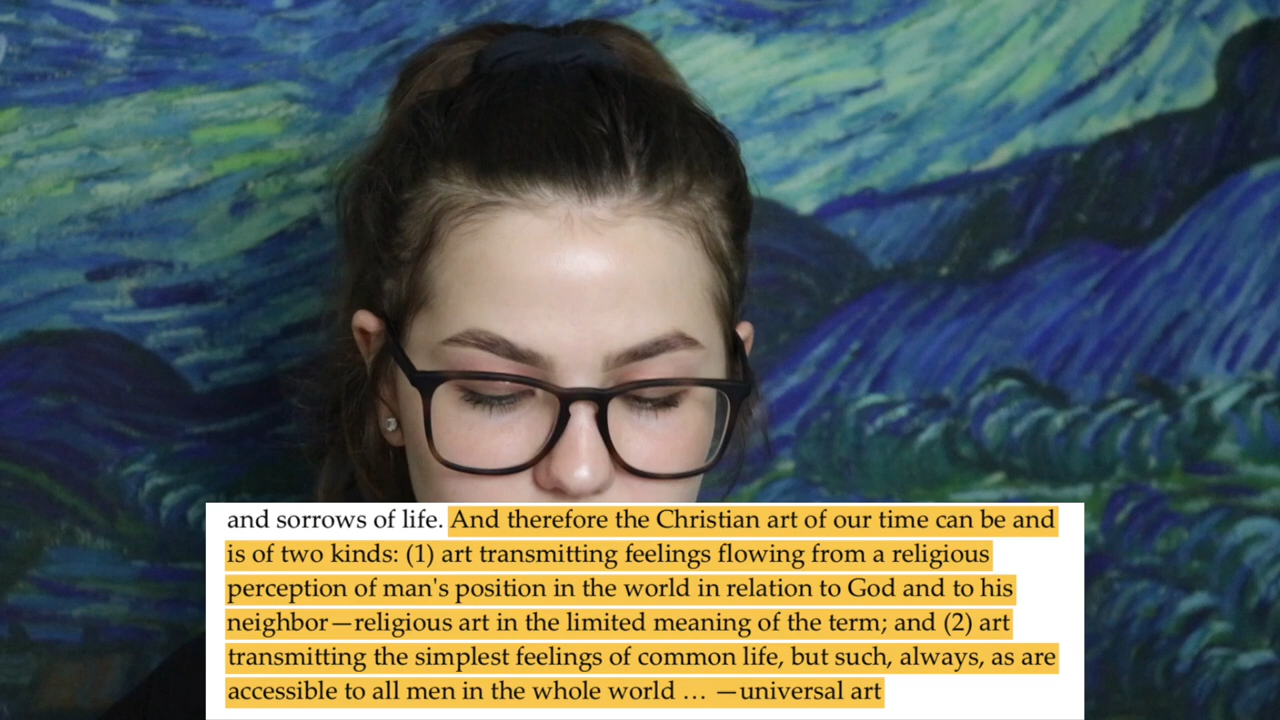 and sorrows of life. And therefore the Christian art of our time can be and
is of two kinds: (1) art transmitting feelings flowing from a religious
perception of man's position in the world in relation to God and to his
neighbor—religious art in the limited meaning of the term; and (2) art
transmitting the simplest feelings of common life, but such, always, as are
accessible to all men in the whole world … —universal art